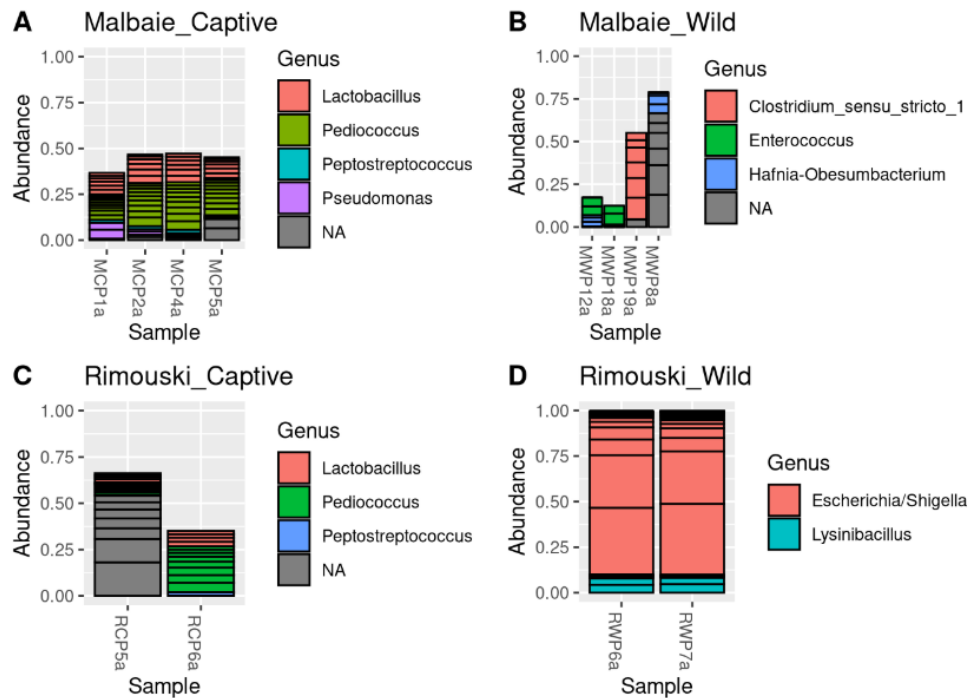 A Malbaie_Captive
Abundance
1.00
0.75
0.50
0.25
0.00
MCP1a
MCP2a
MCP4a
MCP5a
Sample
Genus
Lactobacillus
Pediococcus
Peptostreptococcus
Pseudomonas
NA
B Malbaie_Wild
Abundance
1.00
0.75
0.50
0.25
0.00
MWP12a
MWP18a
MWP19a
MWP8a
Sample
Genus
Clostridium_sensu_stricto_1
Enterococcus
Hafnia-Obesumbacterium
NA
C Rimouski_Captive
Abundance
1.00
0.75
0.50
0.25
0.00
RCP5a
RCP6a
Sample
Genus
Lactobacillus
Pediococcus
Peptostreptococcus
NA
D Rimouski_Wild
Abundance
1.00
0.75
0.50
0.25
0.00
RWP6a
RWP7a
Sample
Genus
Escherichia/Shigella
Lysinibacillus